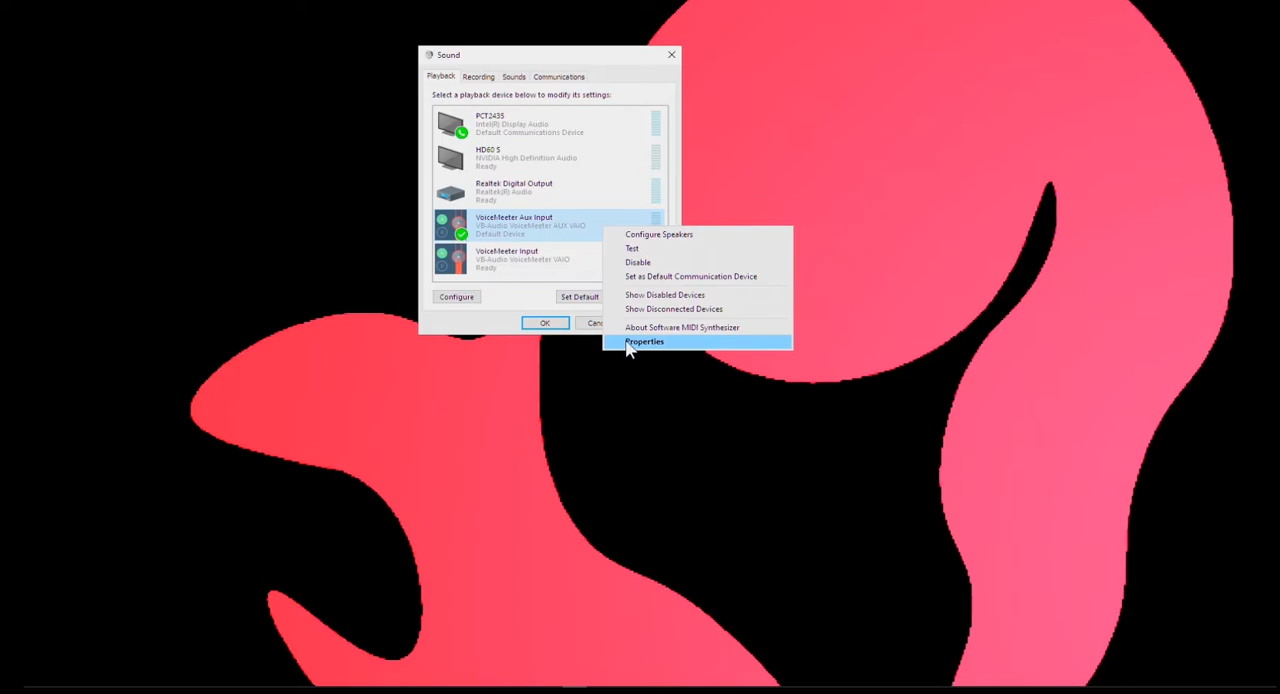 Sound
Playback Recording Sounds Communications
Select a playback device below to modify its settings:
PCT2435
Intel(R) Display Audio
Default Communications Device
HD60 S
NVIDIA High Definition Audio
Ready
Realtek Digital Output
Realtek(R) Audio
Ready
VoiceMeeter Aux Input
VB-Audio VoiceMeeter AUX VAIO
Default Device
VoiceMeeter Input
VB-Audio VoiceMeeter VAIO
Ready
Configure Set Default
OK Canc
Configure Speakers
Test
Disable
Set as Default Communication Device
Show Disabled Devices
Show Disconnected Devices
About Software MIDI Synthesizer
Properties